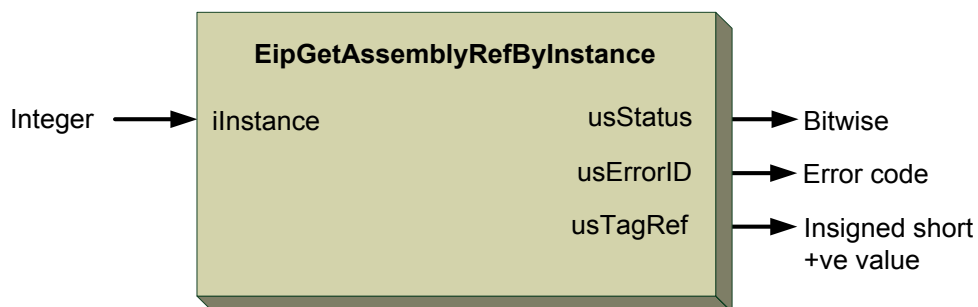 EipGetAssemblyRefByInstance
Integer
iInstance
usStatus
Bitwise
usErrorID
Error code
usTagRef
Insigned short
+ve value